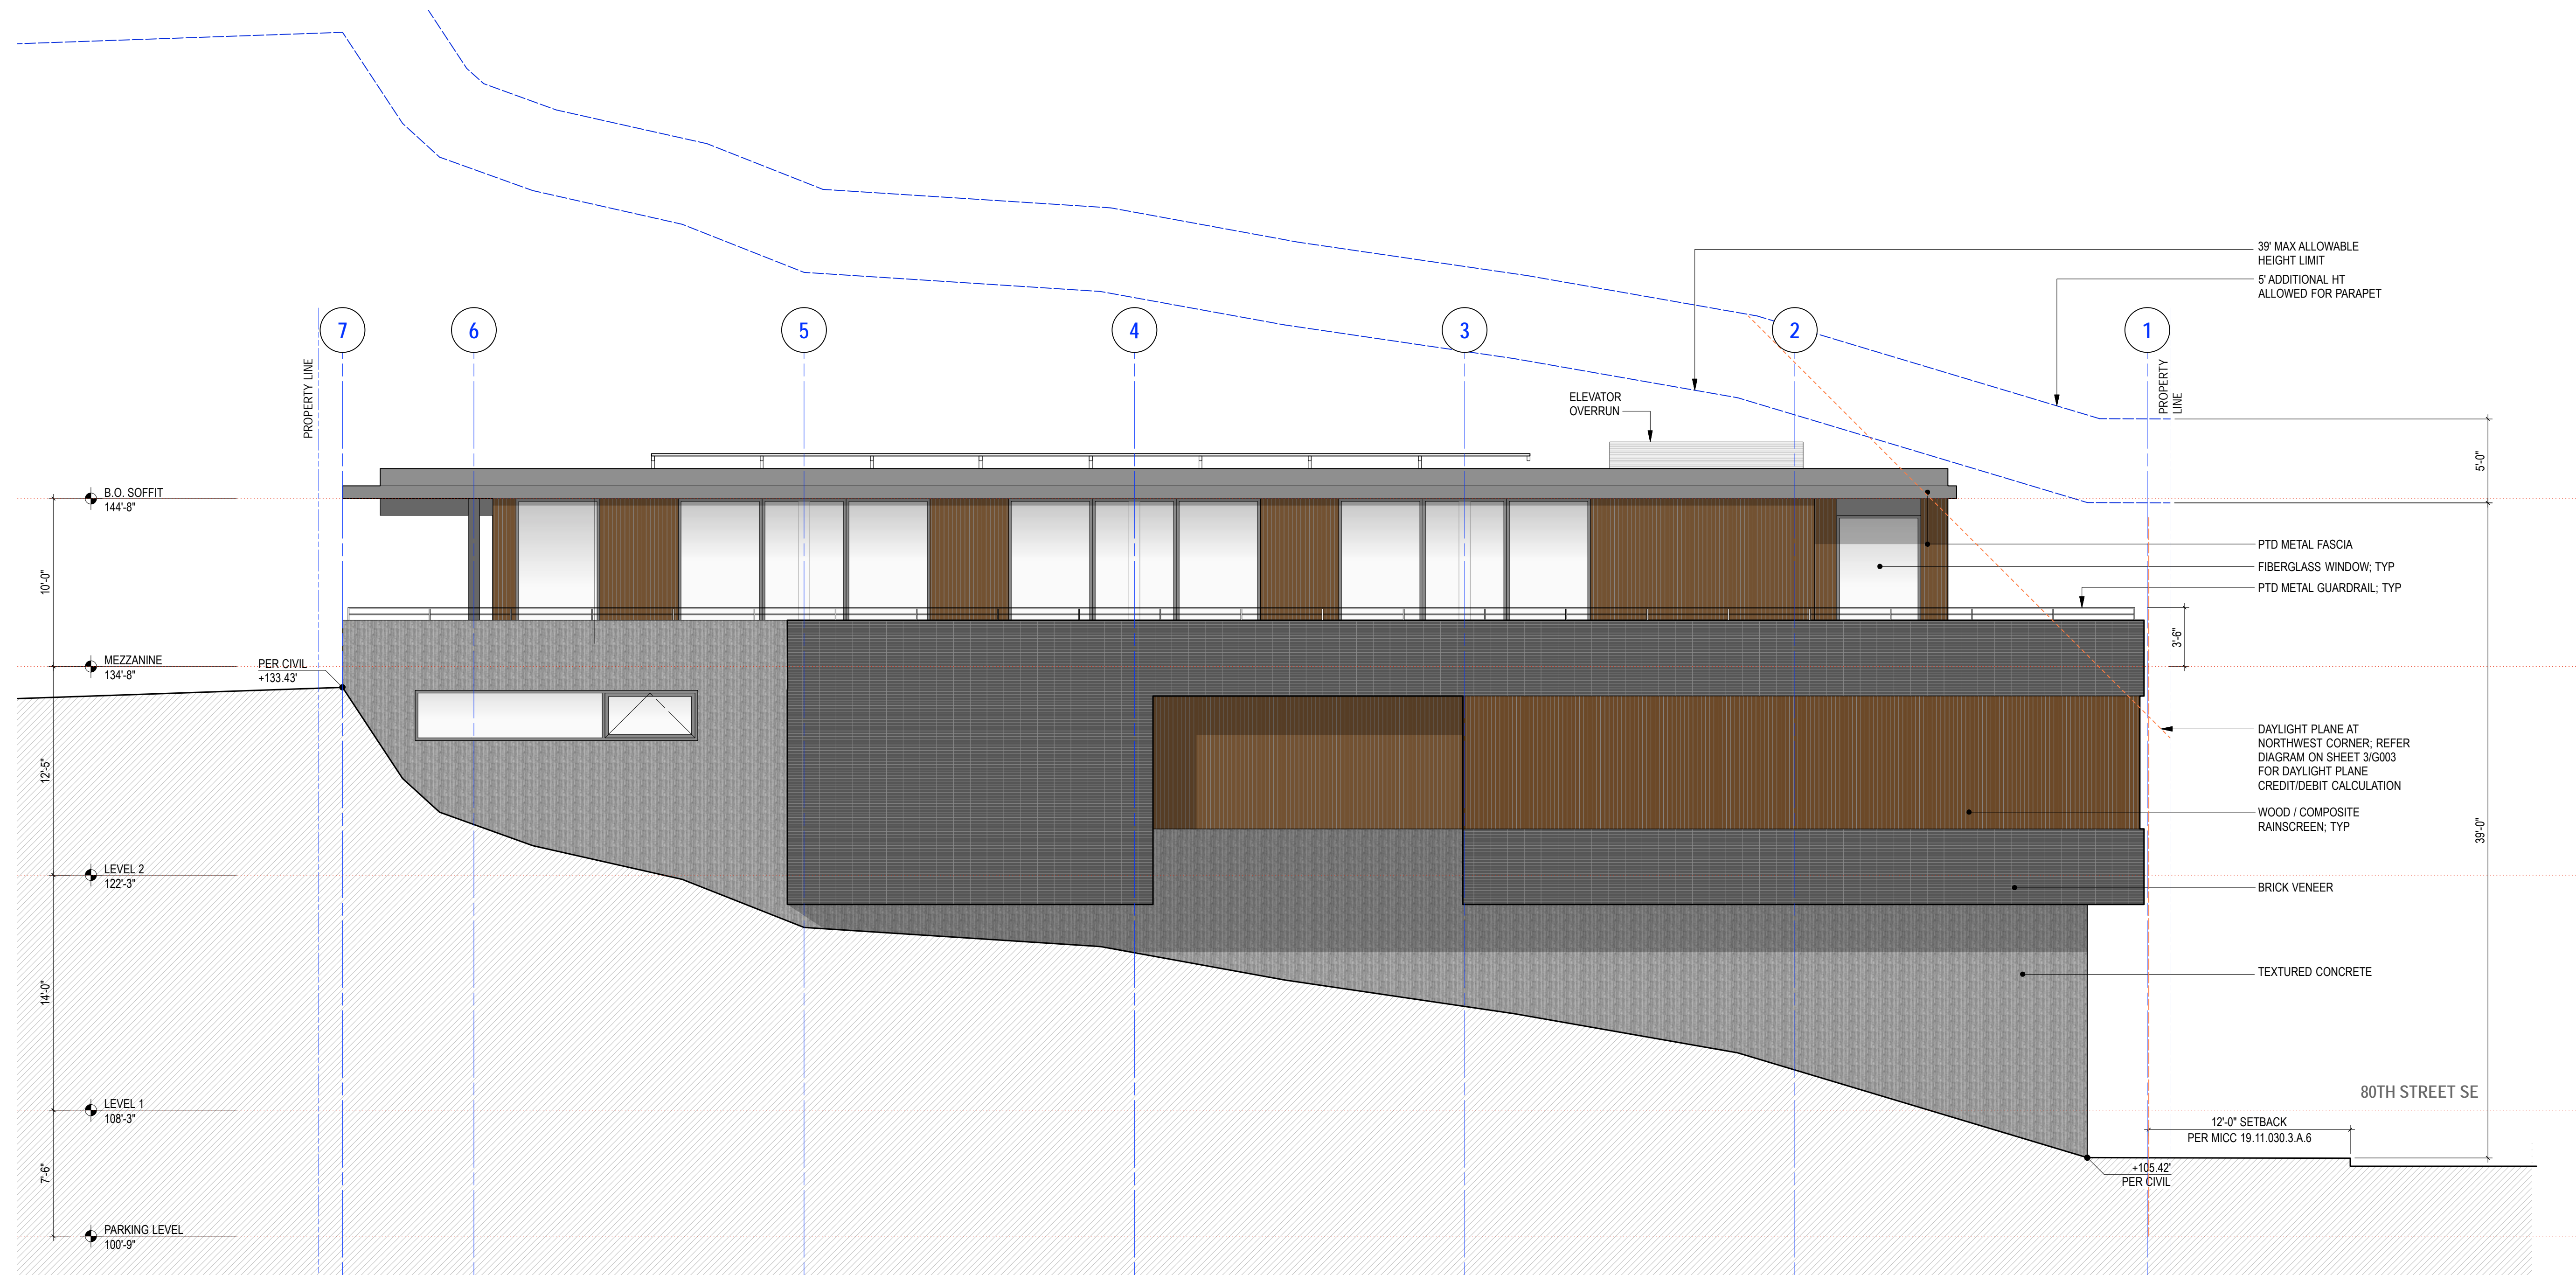 39' MAX ALLOWABLE
HEIGHT LIMIT
5' ADDITIONAL HT
ALLOWED FOR PARAPET
7
6
5
4
3
2
1
PROPERTY LINE
PROPERTY
LINE
ELEVATOR
OVERRUN
5'-0"
B.O. SOFFIT
144'-8"
PTD METAL FASCIA
FIBERGLASS WINDOW; TYP
PTD METAL GUARDRAIL; TYP
10'-0"
3'-6"
MEZZANINE
134'-8"
PER CIVIL
+133.43'
DAYLIGHT PLANE AT
NORTHWEST CORNER; REFER
DIAGRAM ON SHEET 3/G003
FOR DAYLIGHT PLANE
CREDIT/DEBIT CALCULATION
12'-5"
WOOD / COMPOSITE
RAINSCREEN; TYP
39'-0"
LEVEL 2
122'-3"
BRICK VENEER
TEXTURED CONCRETE
14'-0"
80TH STREET SE
LEVEL 1
108'-3"
12'-0" SETBACK
PER MICC 19.11.030.3.A.6
+105.42'
PER CIVIL
7'-6"
PARKING LEVEL
100'-9"